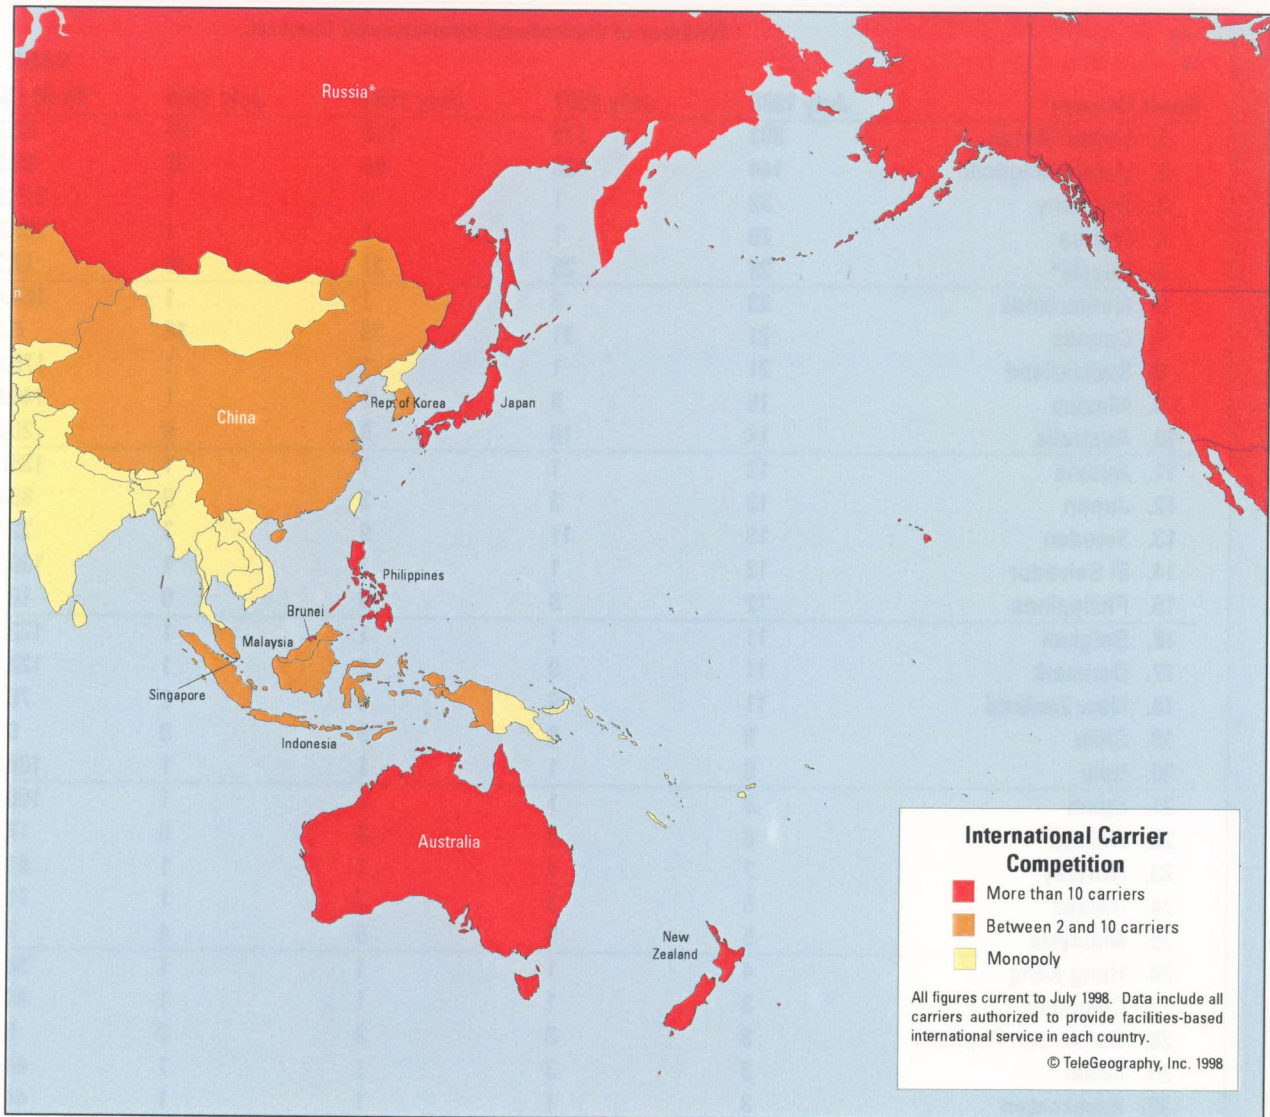 Russia*
n
China
Rep. of Korea
Japan
Philippines
Brunei
Malaysia
Singapore
Indonesia
Australia
New
Zealand
International Carrier
Competition
More than 10 carriers
Between 2 and 10 carriers
Monopoly
All figures current to July 1998. Data include all
carriers authorized to provide facilities-based
international service in each country.
© TeleGeography, Inc. 1998